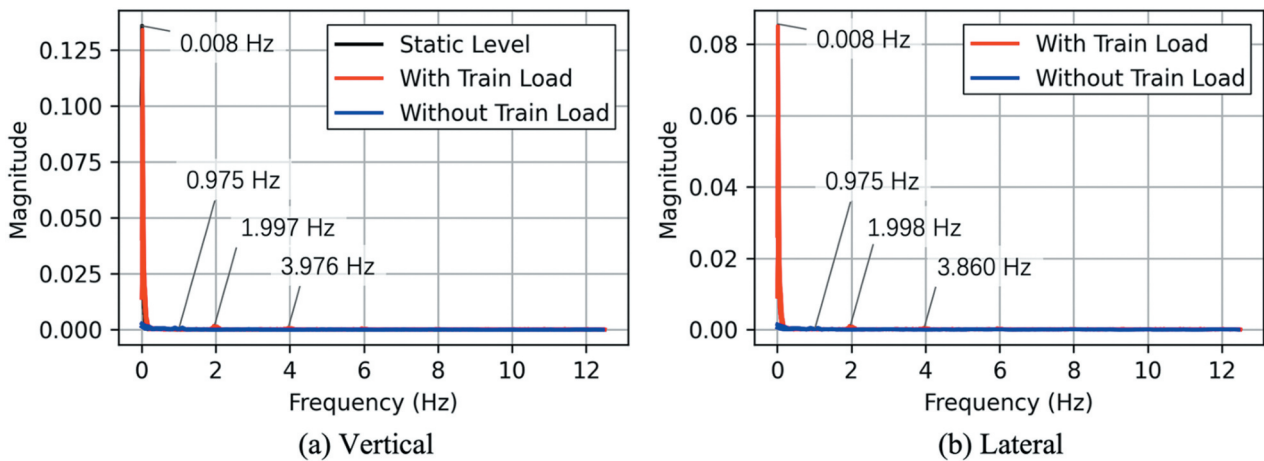 0.125
0.100
0.075
0.050
0.025
0.000
Magnitude
0.008 Hz
0.975 Hz
1.997 Hz
3.976 Hz
Static Level
With Train Load
Without Train Load
0 2 4 6 8 10 12
Frequency (Hz)
(a) Vertical
0.08
0.06
0.04
0.02
0.00
Magnitude
0.008 Hz
0.975 Hz
1.998 Hz
3.860 Hz
With Train Load
Without Train Load
0 2 4 6 8 10 12
Frequency (Hz)
(b) Lateral